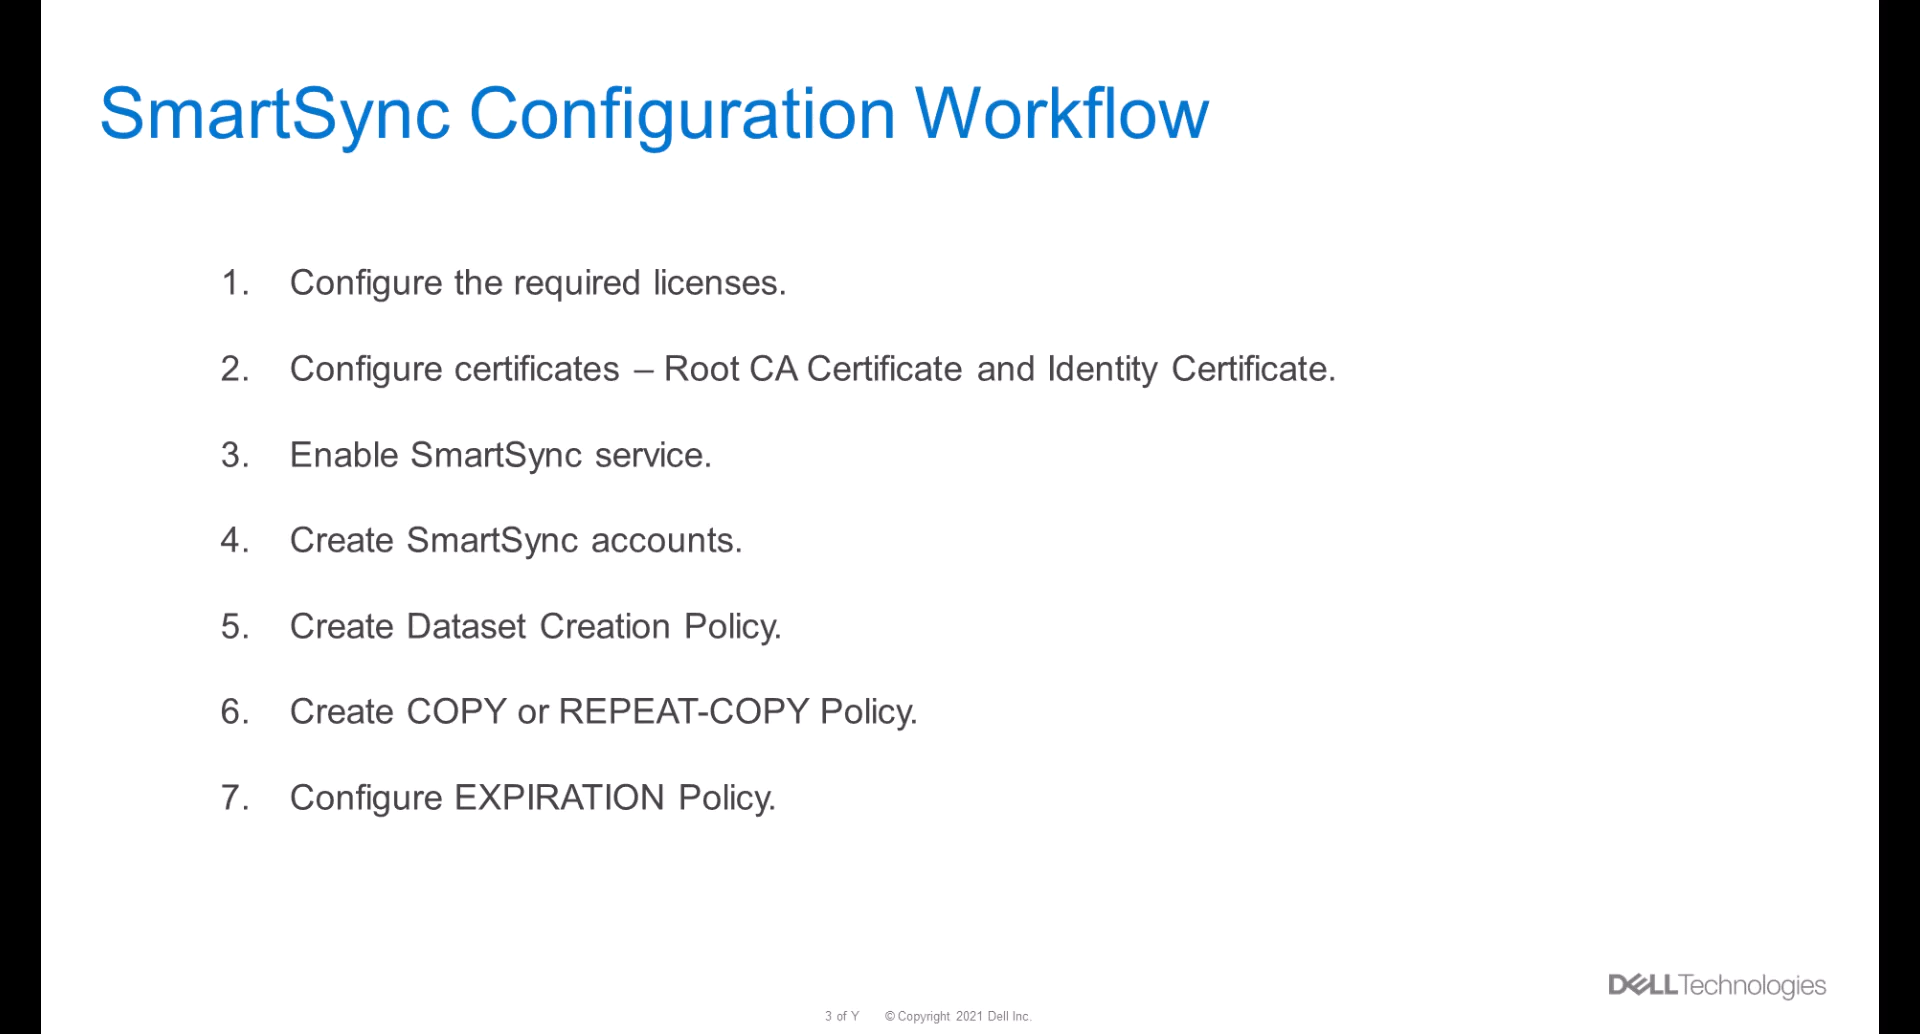 SmartSync Configuration Workflow
1. Configure the required licenses.
2. Configure certificates – Root CA Certificate and Identity Certificate.
3. Enable SmartSync service.
4. Create SmartSync accounts.
5. Create Dataset Creation Policy.
6. Create COPY or REPEAT-COPY Policy.
7. Configure EXPIRATION Policy.
DELLTechnologies
3 of Y © Copyright 2021 Dell Inc.